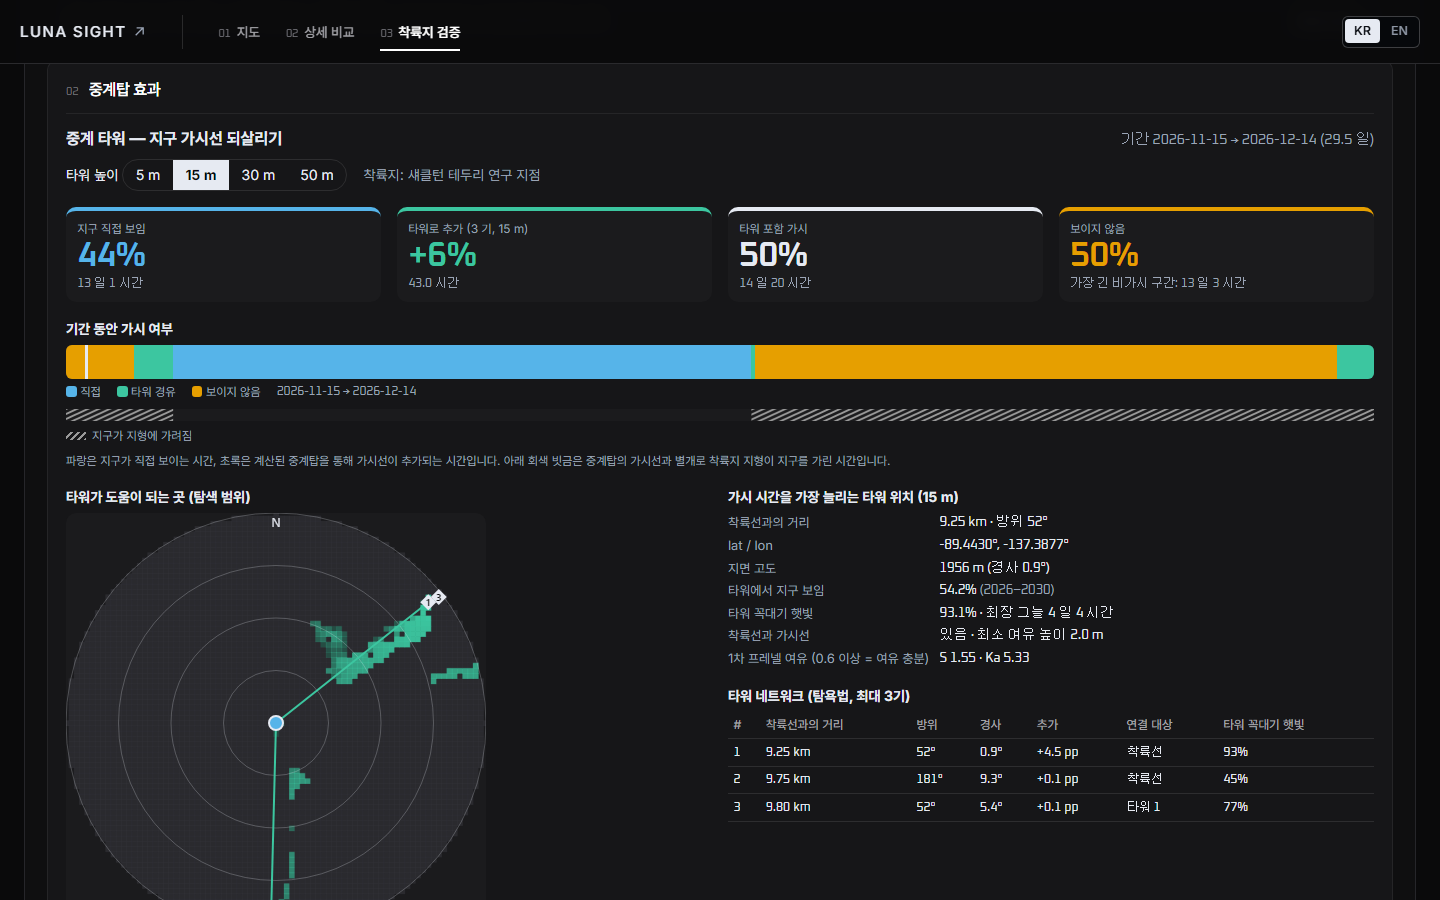 LUNA SIGHT ↗
01 지도
02 상세 비교
03 착륙지 검증
KR EN
02 중계탑 효과
중계 타워 — 지구 가시선 되살리기
기간 2026-11-15 → 2026-12-14 (29.5 일)
타워 높이 5 m 15 m 30 m 50 m 착륙지: 섀클턴 테두리 연구 지점
지구 직접 보임
44%
13 일 1 시간
타워로 추가 (3 기, 15 m)
+6%
43.0 시간
타워 포함 가시
50%
14 일 20 시간
보이지 않음
50%
가장 긴 비가시 구간: 13 일 3 시간
기간 동안 가시 여부
직접 타워 경유 보이지 않음 2026-11-15 → 2026-12-14
지구가 지형에 가려짐
파랑은 지구가 직접 보이는 시간, 초록은 계산된 중계탑을 통해 가시선이 추가되는 시간입니다. 아래 회색 빗금은 중계탑의 가시선과 별개로 착륙지 지형이 지구를 가린 시간입니다.
타워가 도움이 되는 곳 (탐색 범위)
N
1 3
가시 시간을 가장 늘리는 타워 위치 (15 m)
착륙선과의 거리 9.25 km · 방위 52°
lat / lon -89.4430°, -137.3877°
지면 고도 1956 m (경사 0.9°)
타워에서 지구 보임 54.2% (2026–2030)
타워 꼭대기 햇빛 93.1% · 최장 그늘 4 일 4 시간
착륙선과 가시선 있음 · 최소 여유 높이 2.0 m
1차 프레넬 여유 (0.6 이상 = 여유 충분) S 1.55 · Ka 5.33
타워 네트워크 (탐욕법, 최대 3기)
# 착륙선과의 거리 방위 경사 추가 연결 대상 타워 꼭대기 햇빛
1 9.25 km 52° 0.9° +4.5 pp 착륙선 93%
2 9.75 km 181° 9.3° +0.1 pp 착륙선 45%
3 9.80 km 52° 5.4° +0.1 pp 타워 1 77%